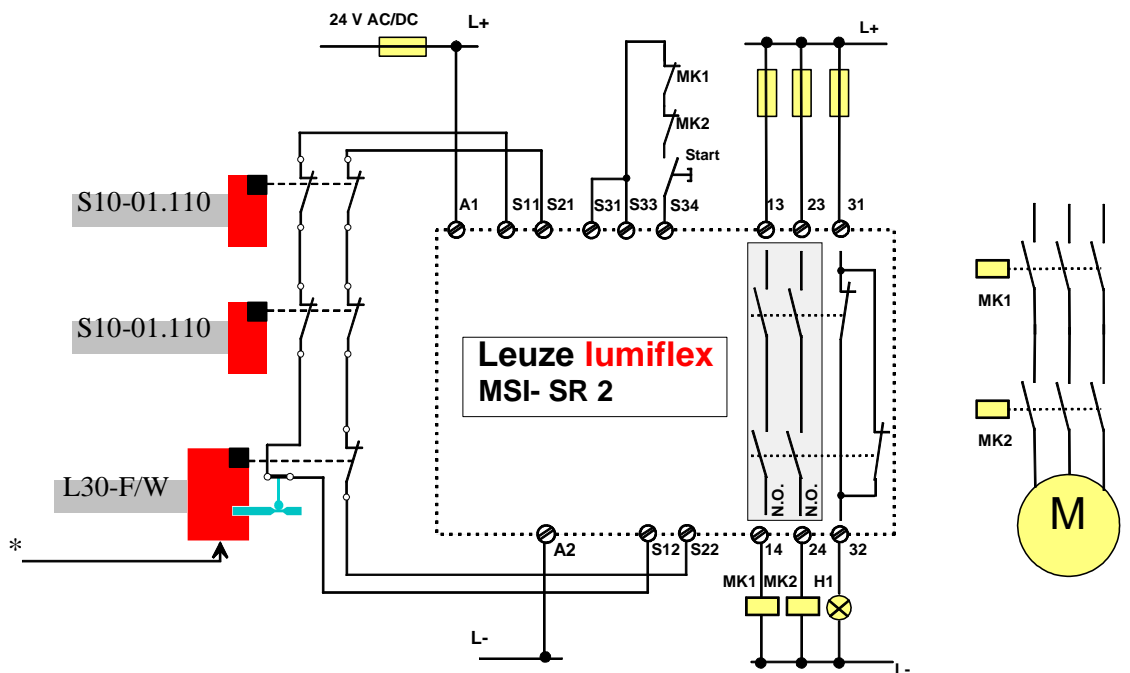 24 V AC/DC
L+
L+
MK1
MK2
Start
S10-01.110
A1
S11
S21
S31
S33
S34
13
23
31
MK1
S10-01.110
Leuze lumiflex
MSI- SR 2
MK2
L30-F/W
N.O.
N.O.
M
*
A2
S12
S22
14
24
32
MK1
MK2
H1
L-
L-